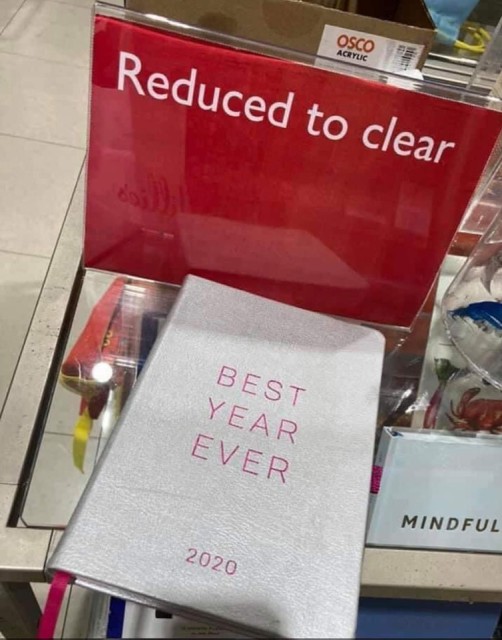 OSCO
ACRYLIC
Reduced to clear
BEST
YEAR
EVER
2020
MINDFUL